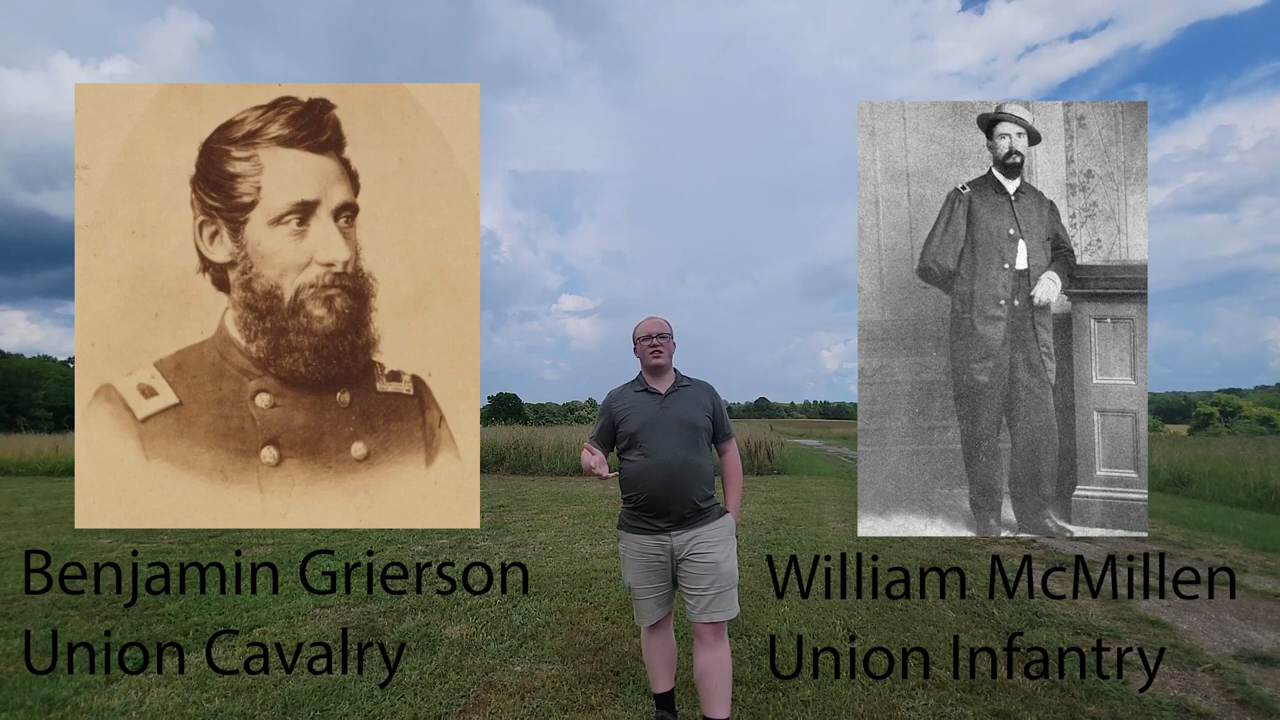 Benjamin Grierson
Union Cavalry
William McMillen
Union Infantry